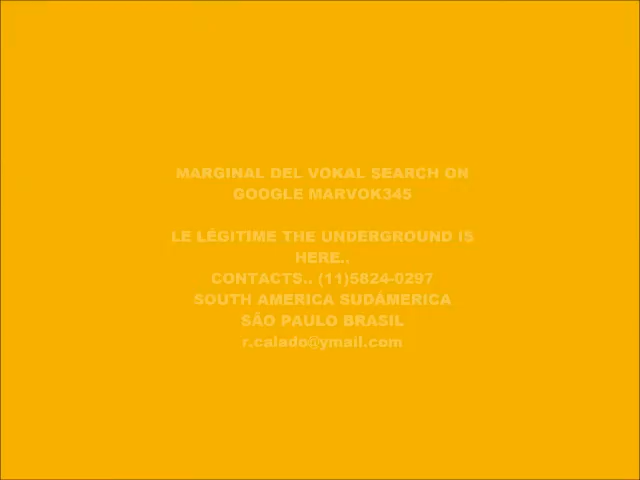 MARGINAL DEL VOKAL SEARCH ON
GOOGLE MARVOK345
LE LÉGITIME THE UNDERGROUND IS
HERE..
CONTACTS.. (11)5824-0297
SOUTH AMERICA SUDÁMERICA
SÃO PAULO BRASIL
r.calado@ymail.com